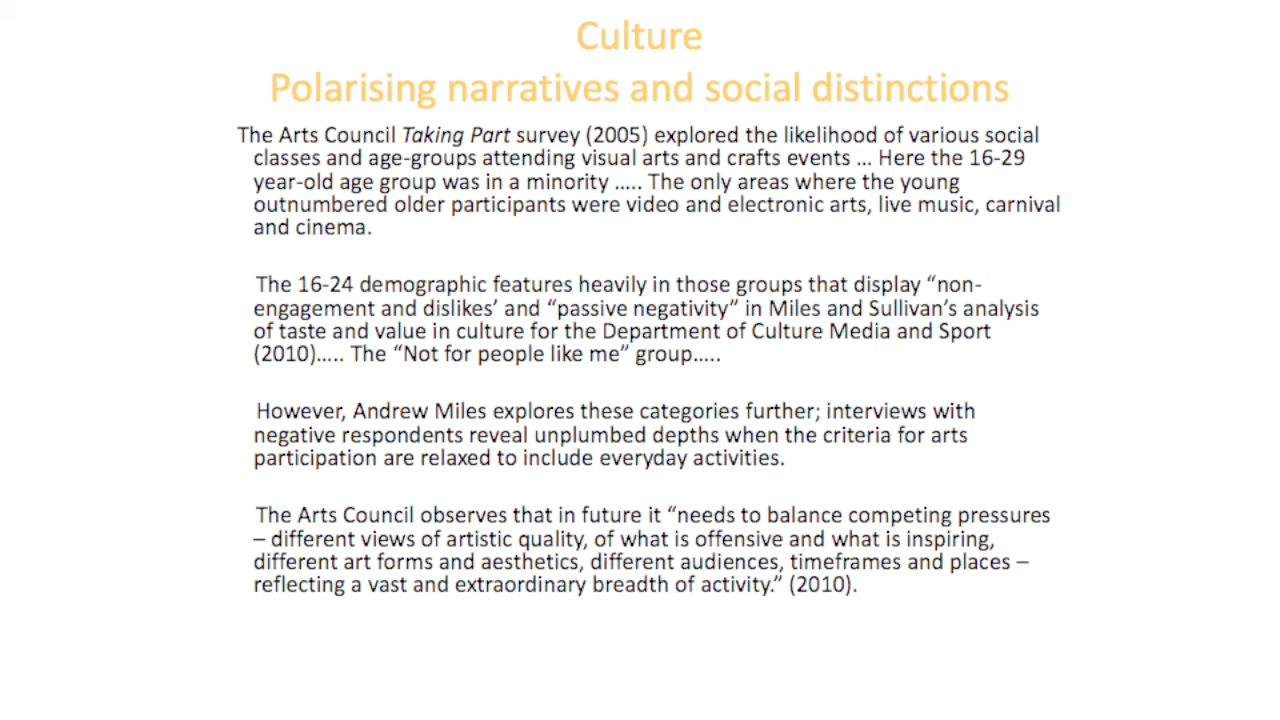 Culture
Polarising narratives and social distinctions
The Arts Council Taking Part survey (2005) explored the likelihood of various social
classes and age-groups attending visual arts and crafts events ... Here the 16-29
year-old age group was in a minority ..... The only areas where the young
outnumbered older participants were video and electronic arts, live music, carnival
and cinema.
The 16-24 demographic features heavily in those groups that display “non-
engagement and dislikes’ and “passive negativity” in Miles and Sullivan’s analysis
of taste and value in culture for the Department of Culture Media and Sport
(2010)..... The “Not for people like me” group.....
However, Andrew Miles explores these categories further; interviews with
negative respondents reveal unplumbed depths when the criteria for arts
participation are relaxed to include everyday activities.
The Arts Council observes that in future it “needs to balance competing pressures
– different views of artistic quality, of what is offensive and what is inspiring,
different art forms and aesthetics, different audiences, timeframes and places –
reflecting a vast and extraordinary breadth of activity.” (2010).